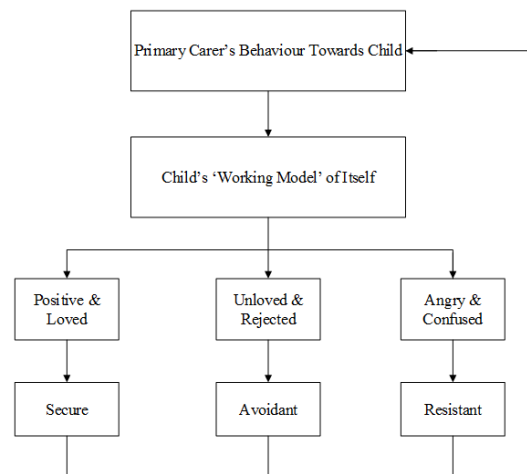 Primary Carer’s Behaviour Towards Child
Child’s ‘Working Model’ of Itself
Positive &
Loved
Unloved &
Rejected
Angry &
Confused
Secure
Avoidant
Resistant